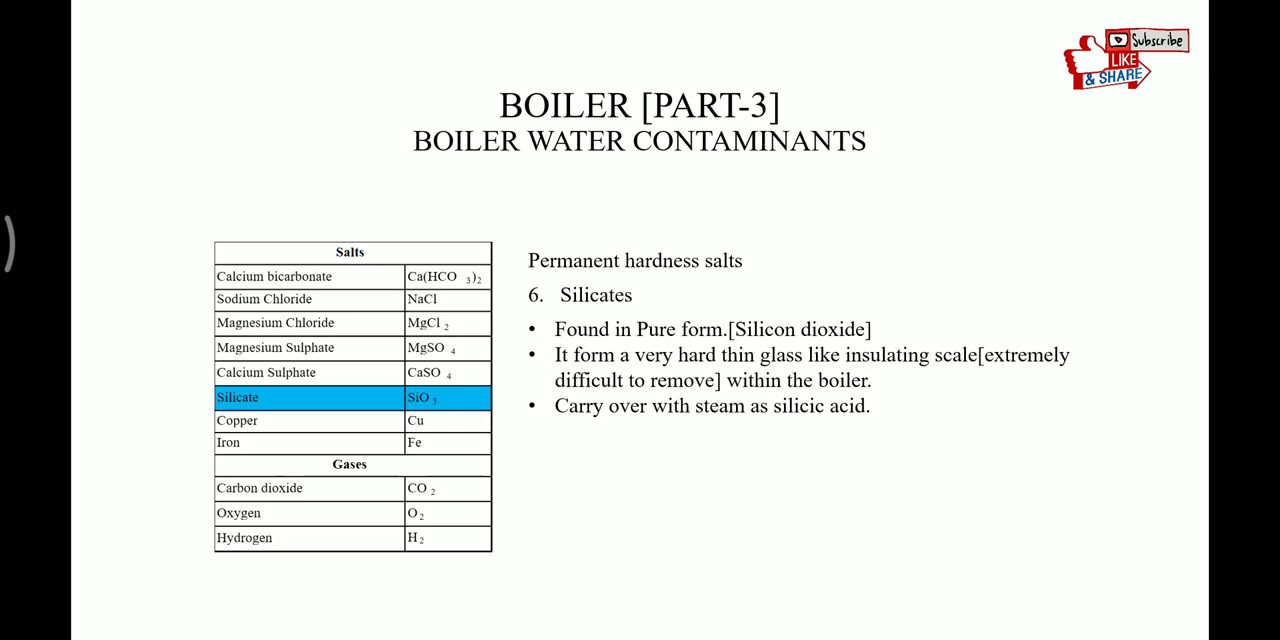 Subscribe
LIKE
& SHARE
BOILER [PART-3]
BOILER WATER CONTAMINANTS
Salts
Calcium bicarbonate Ca(HCO 3)2
Sodium Chloride NaCl
Magnesium Chloride MgCl 2
Magnesium Sulphate MgSO 4
Calcium Sulphate CaSO 4
Silicate SiO 3
Copper Cu
Iron Fe
Gases
Carbon dioxide CO 2
Oxygen O 2
Hydrogen H 2
Permanent hardness salts
6. Silicates
• Found in Pure form.[Silicon dioxide]
• It form a very hard thin glass like insulating scale[extremely
difficult to remove] within the boiler.
• Carry over with steam as silicic acid.